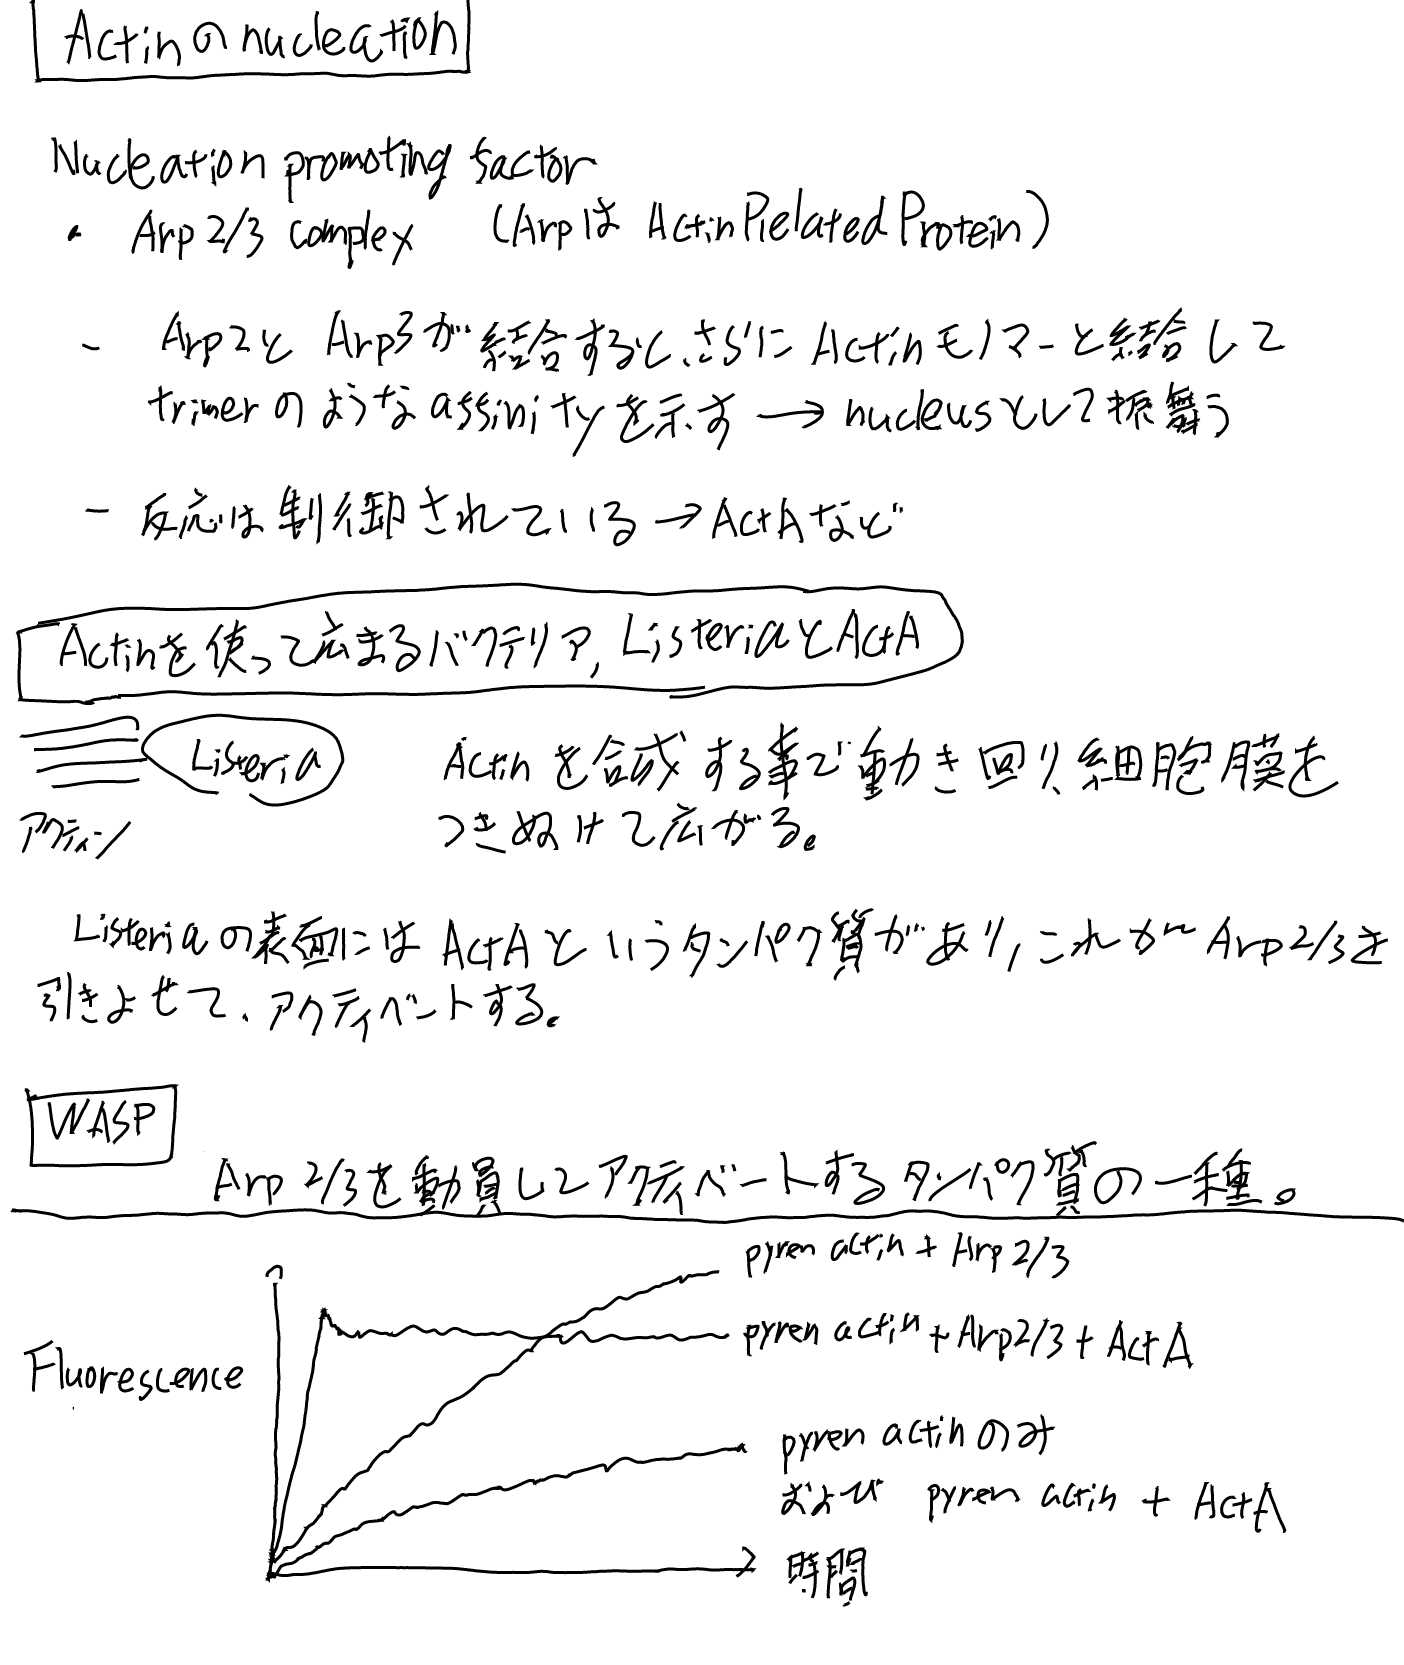 Actinのnucleation
Nucleation promoting factor
・ Arp 2/3 complex (Arpは Actin Related Protein)
- Arp2と Arp3が結合すると、さらに Actinモノマーと結合して
trimerのような affinityを示す → nucleusとして振舞う
- 反応は制御されている → ActAなど
Actinを使って広まるバクテリア, ListeriaとActA
Listeria
アクティン
Actinを合成する事で動き回り、細胞膜を
つきぬけて広がる。
Listeriaの表面には ActAというタンパク質があり, これが Arp2/3を
引きよせて、アクティベートする。
WASP
Arp 2/3を動員してアクティベートするタンパク質の一種。
pyren actin + Arp 2/3
pyren actin + Arp2/3 + ActA
Fluorescence
pyren actinのみ
および pyren actin + ActA
時間